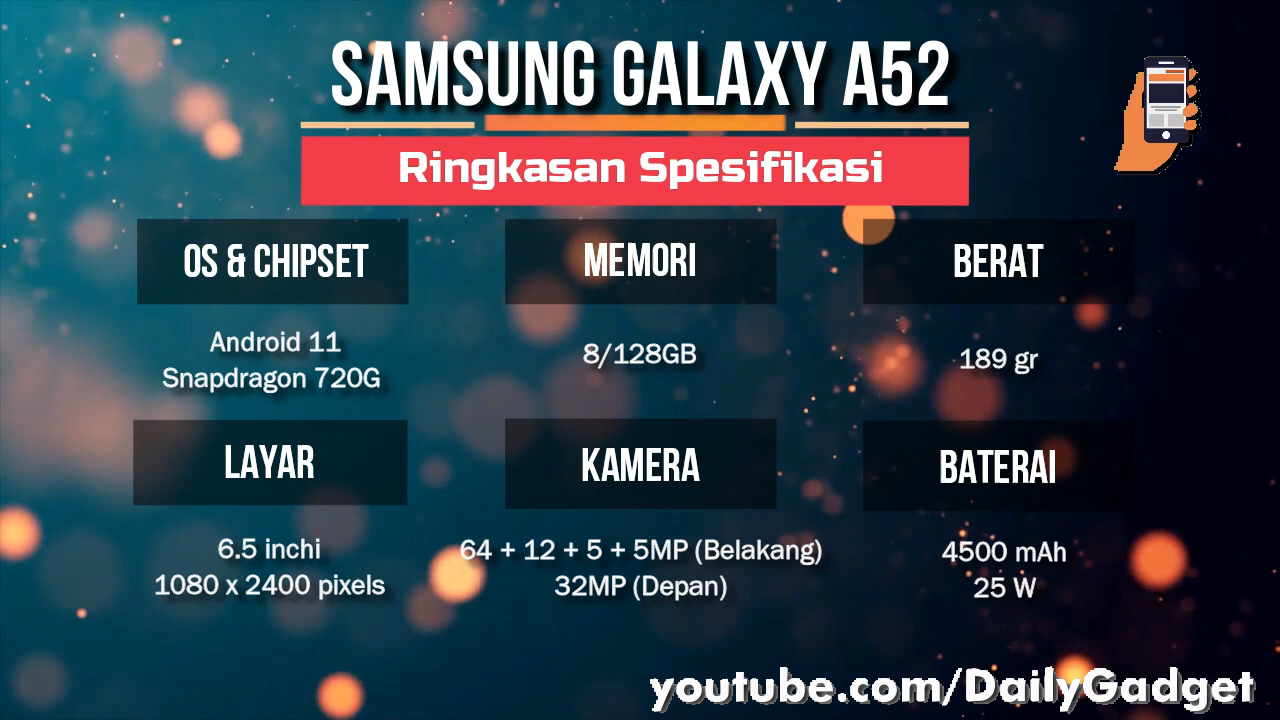 SAMSUNG GALAXY A52
Ringkasan Spesifikasi
OS & CHIPSET
Android 11
Snapdragon 720G
MEMORI
8/128GB
BERAT
189 gr
LAYAR
6.5 inchi
1080 x 2400 pixels
KAMERA
64 + 12 + 5 + 5MP (Belakang)
32MP (Depan)
BATERAI
4500 mAh
25 W
youtube.com/DailyGadget